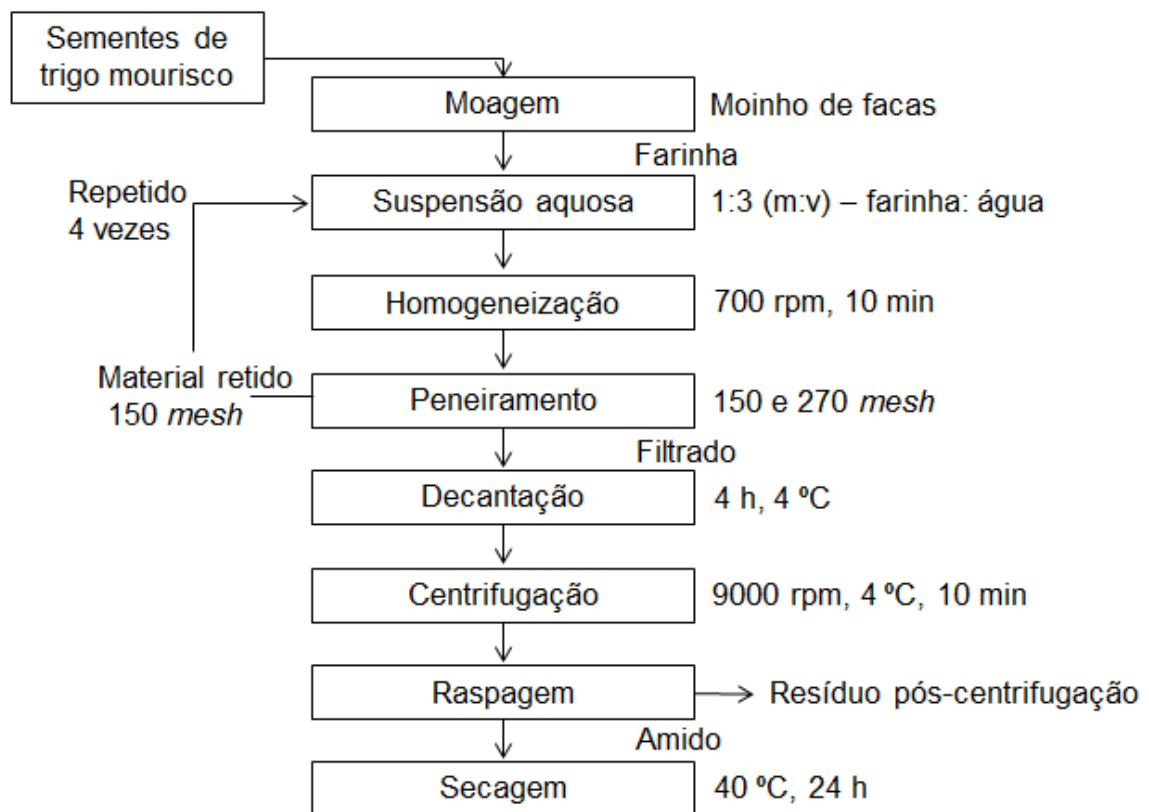 Sementes de
trigo mourisco
Moagem
Moinho de facas
Farinha
Repetido
4 vezes
Suspensão aquosa
1:3 (m:v) – farinha: água
Homogeneização
700 rpm, 10 min
Material retido
150 mesh
Peneiramento
150 e 270 mesh
Filtrado
Decantação
4 h, 4 ºC
Centrifugação
9000 rpm, 4 ºC, 10 min
Raspagem
Resíduo pós-centrifugação
Amido
Secagem
40 ºC, 24 h